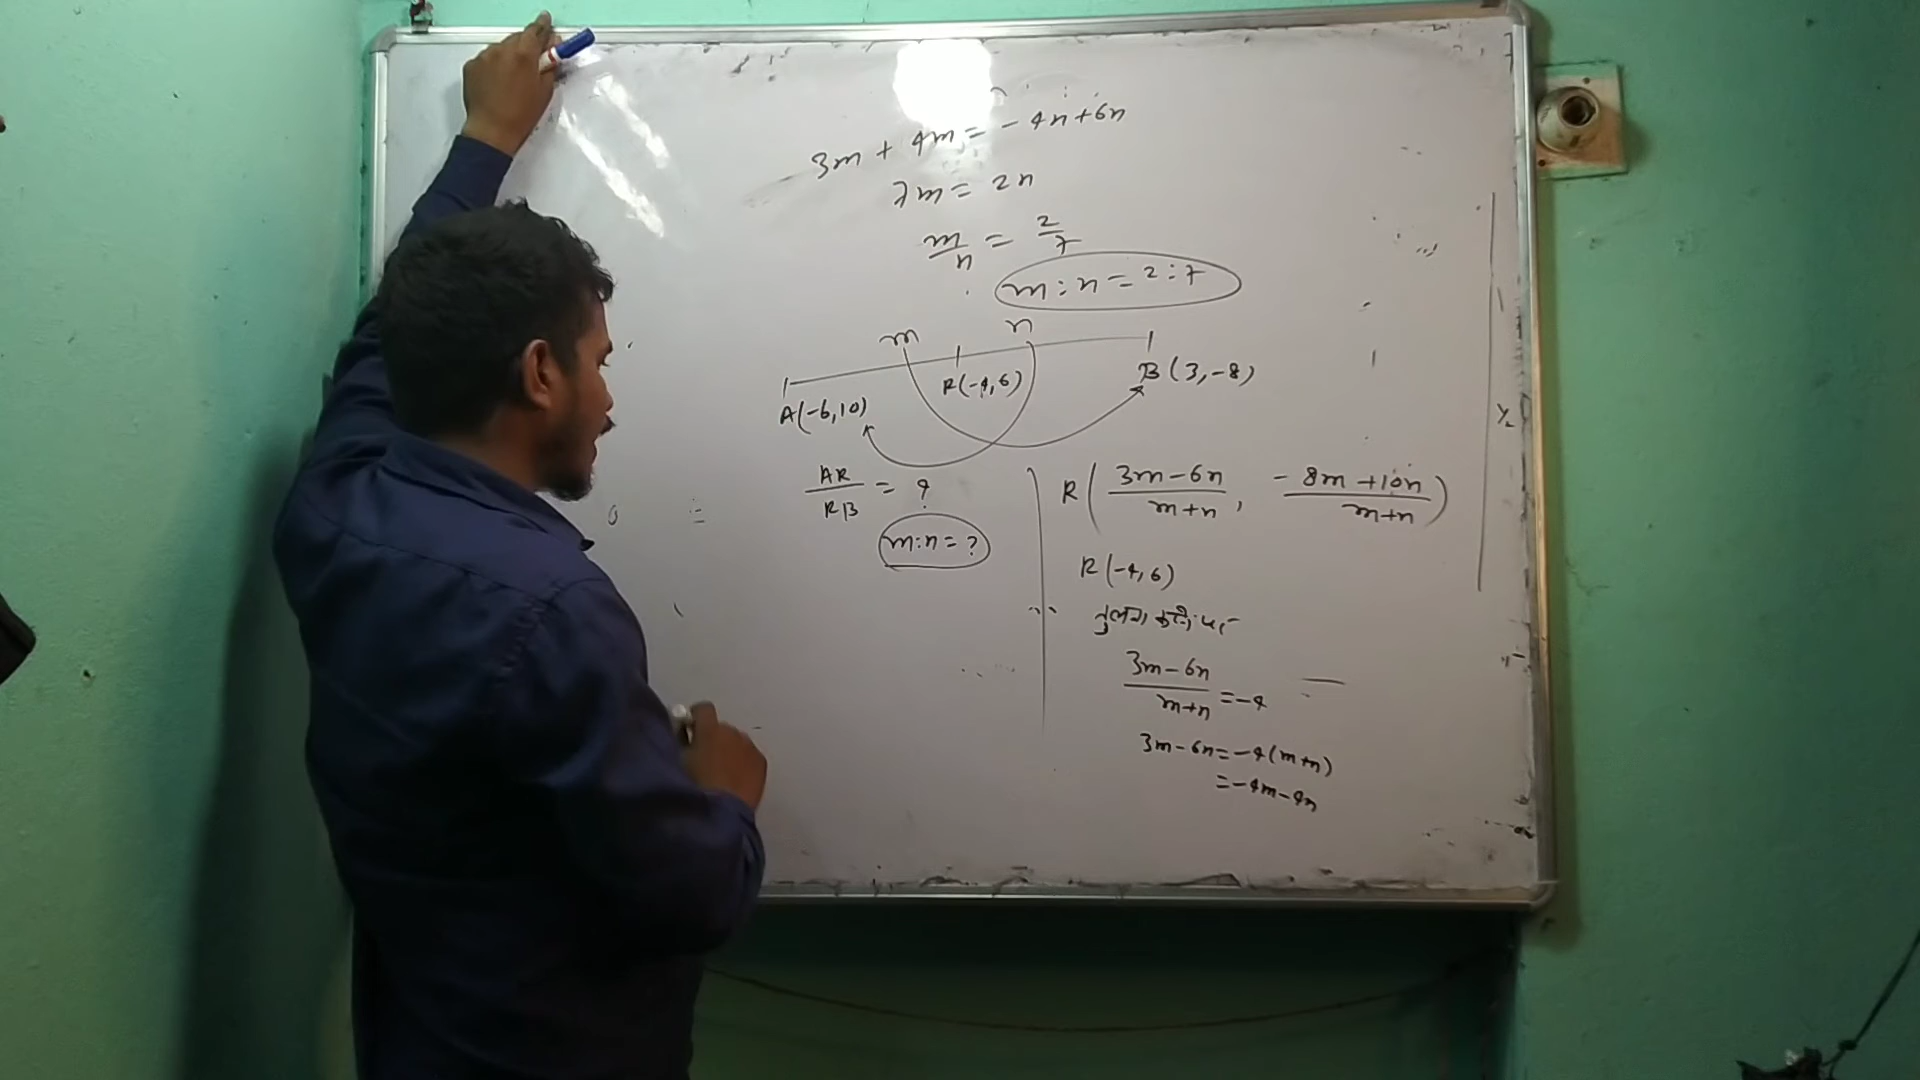 3m + 4m = - 4n + 6n
7m = 2n
m/n = 2/7
m : n = 2 : 7
m n
A(-6,10) R(-4,6) B(3,-8)
AR/RB = ?
m:n = ?
R( (3m-6n)/(m+n), (-8m+10n)/(m+n) )
R(-4,6)
तुलना
(3m-6n)/(m+n) = -4
3m-6n = -4(m+n)
= -4m-4n